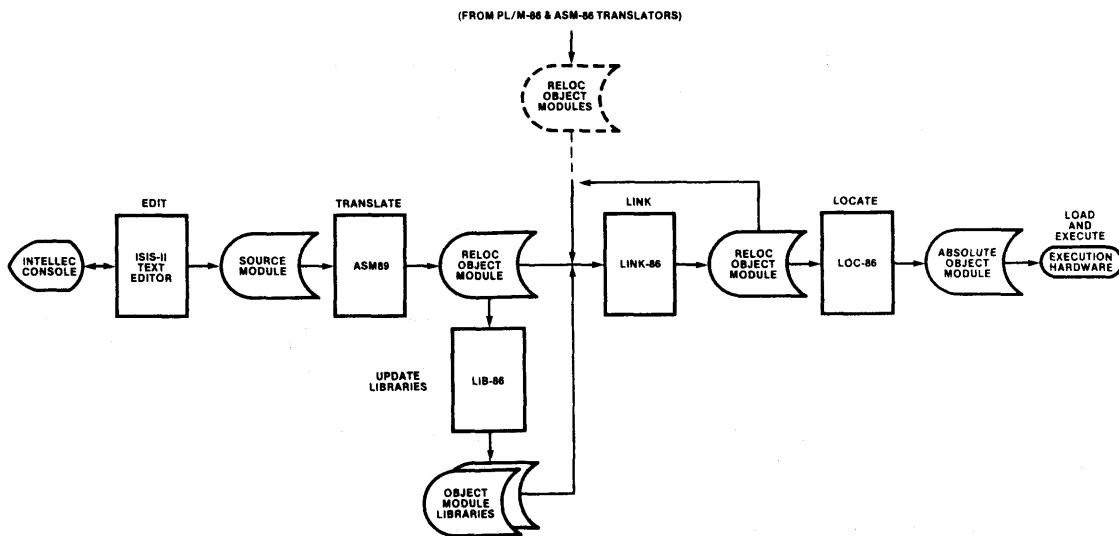 (FROM PL/M-86 & ASM-86 TRANSLATORS)
RELOC
OBJECT
MODULES
EDIT
TRANSLATE
LINK
LOCATE
LOAD
AND
EXECUTE
INTELLEC
CONSOLE
ISIS-II
TEXT
EDITOR
SOURCE
MODULE
ASM89
RELOC
OBJECT
MODULE
LINK-86
RELOC
OBJECT
MODULE
LOC-86
ABSOLUTE
OBJECT
MODULE
EXECUTION
HARDWARE
UPDATE
LIBRARIES
LIB-86
OBJECT
MODULE
LIBRARIES